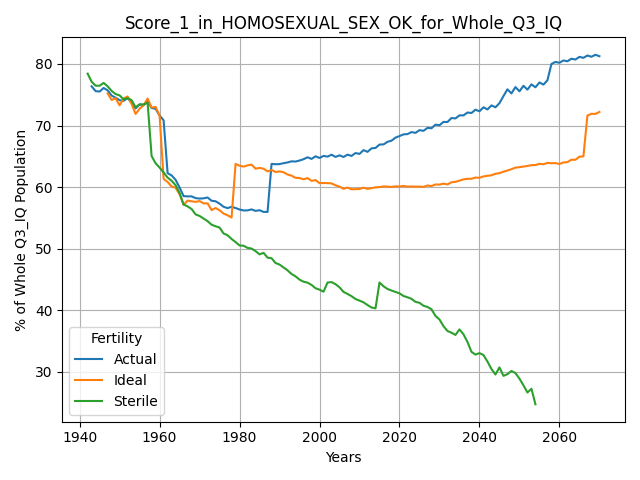 Score_1_in_HOMOSEXUAL_SEX_OK_for_Whole_Q3_IQ
% of Whole Q3_IQ Population
80
70
60
50
40
30
Fertility
Actual
Ideal
Sterile
1940 1960 1980 2000 2020 2040 2060
Years